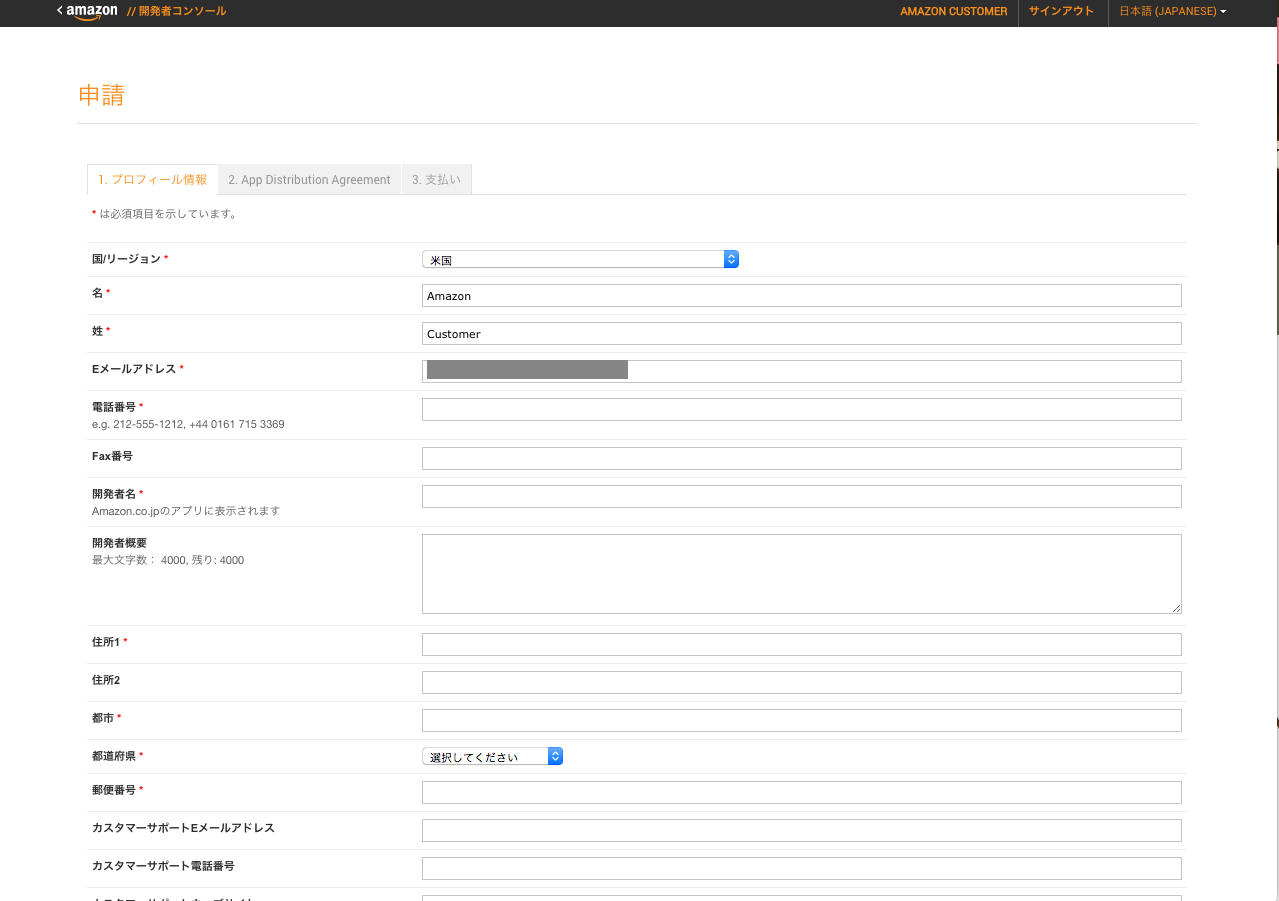 amazon // 開発者コンソール AMAZON CUSTOMER サインアウト 日本語 (JAPANESE)
申請
1. プロフィール情報 2. App Distribution Agreement 3. 支払い
* は必須項目を示しています。
国/リージョン * 米国
名 * Amazon
姓 * Customer
Eメールアドレス *
電話番号 *
e.g. 212-555-1212, +44 0161 715 3369
Fax番号
開発者名 *
Amazon.co.jpのアプリに表示されます
開発者概要
最大文字数： 4000, 残り: 4000
住所1 *
住所2
都市 *
都道府県 * 選択してください
郵便番号 *
カスタマーサポートEメールアドレス
カスタマーサポート電話番号